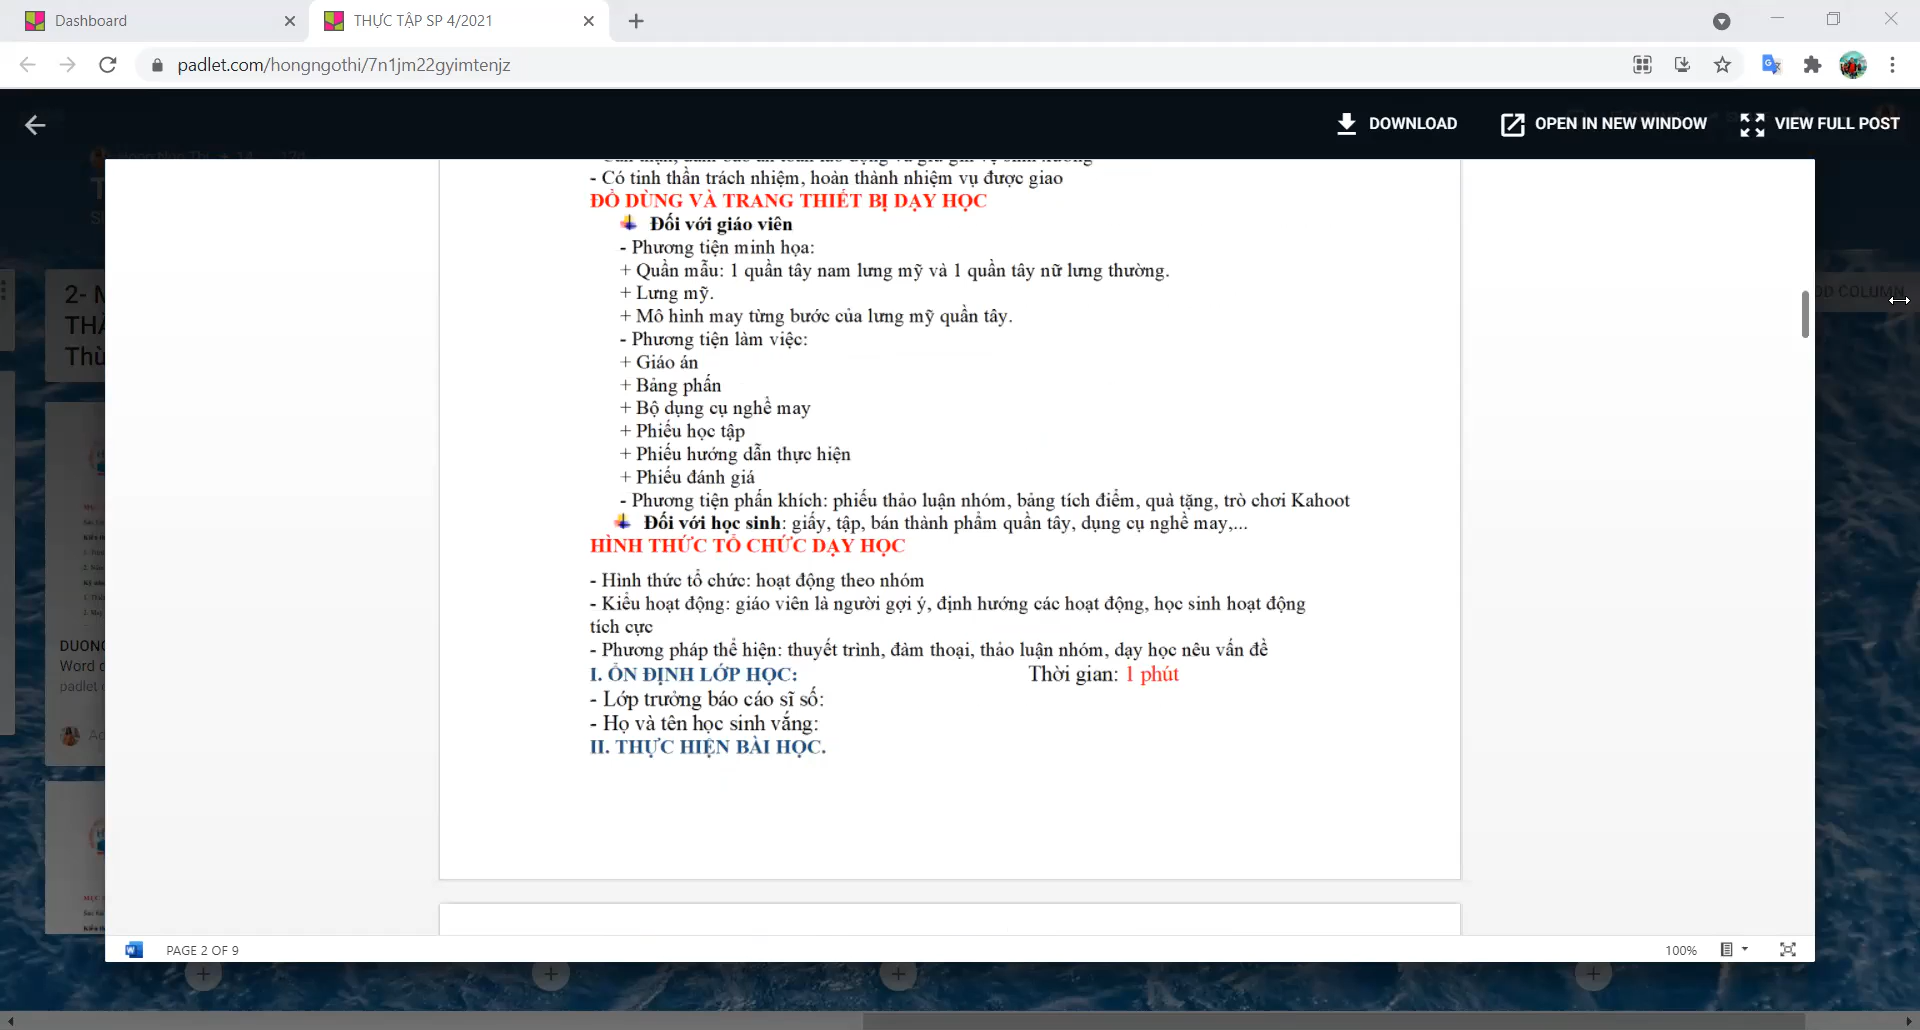 Dashboard
THỰC TẬP SP 4/2021
padlet.com/hongngothi/7n1jm22gyimtenjz
DOWNLOAD
OPEN IN NEW WINDOW
VIEW FULL POST
- Có tinh thần trách nhiệm, hoàn thành nhiệm vụ được giao
ĐỒ DÙNG VÀ TRANG THIẾT BỊ DẠY HỌC
Đối với giáo viên
- Phương tiện minh họa:
+ Quần mẫu: 1 quần tây nam lưng mỹ và 1 quần tây nữ lưng thường.
+ Lưng mỹ.
+ Mô hình may từng bước của lưng mỹ quần tây.
- Phương tiện làm việc:
+ Giáo án
+ Bảng phấn
+ Bộ dụng cụ nghề may
+ Phiếu học tập
+ Phiếu hướng dẫn thực hiện
+ Phiếu đánh giá
- Phương tiện phấn khích: phiếu thảo luận nhóm, bảng tích điểm, quà tặng, trò chơi Kahoot
Đối với học sinh: giấy, tập, bán thành phẩm quần tây, dụng cụ nghề may,...
HÌNH THỨC TỔ CHỨC DẠY HỌC
- Hình thức tổ chức: hoạt động theo nhóm
- Kiểu hoạt động: giáo viên là người gợi ý, định hướng các hoạt động, học sinh hoạt động
tích cực
- Phương pháp thể hiện: thuyết trình, đàm thoại, thảo luận nhóm, dạy học nêu vấn đề
I. ỔN ĐỊNH LỚP HỌC: Thời gian: 1 phút
- Lớp trưởng báo cáo sĩ số:
- Họ và tên học sinh vắng:
II. THỰC HIỆN BÀI HỌC.
2- M
THẢ
Thù
DUONG
Word d
padlet
COLUMN
PAGE 2 OF 9
100%